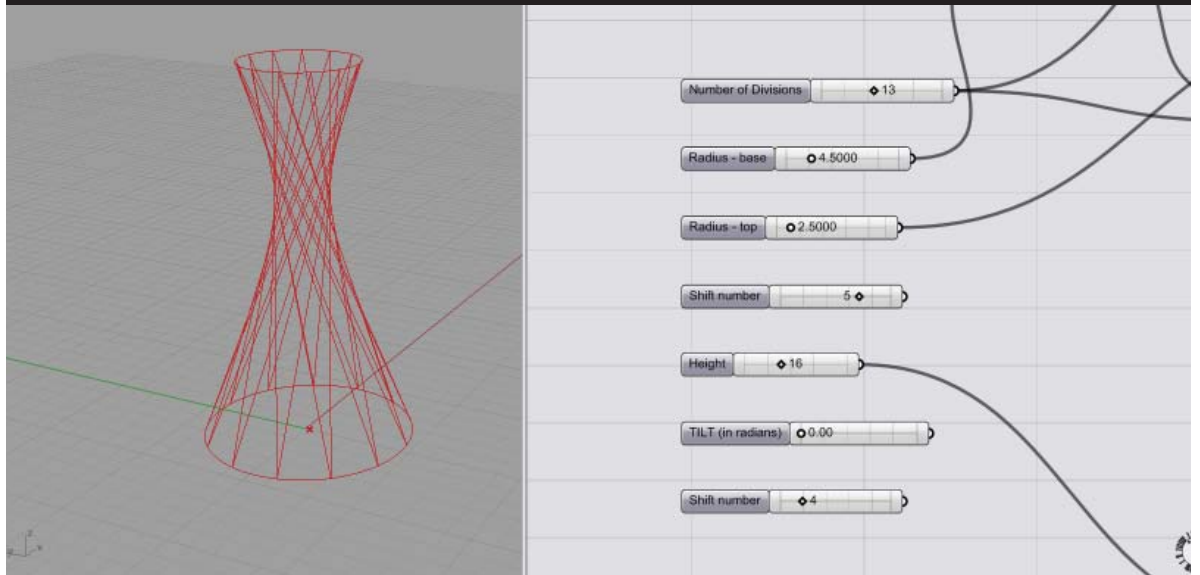 Number of Divisions 13
Radius - base 4.5000
Radius - top 2.5000
Shift number 5
Height 16
TILT (in radians) 0.00
Shift number 4
z
x